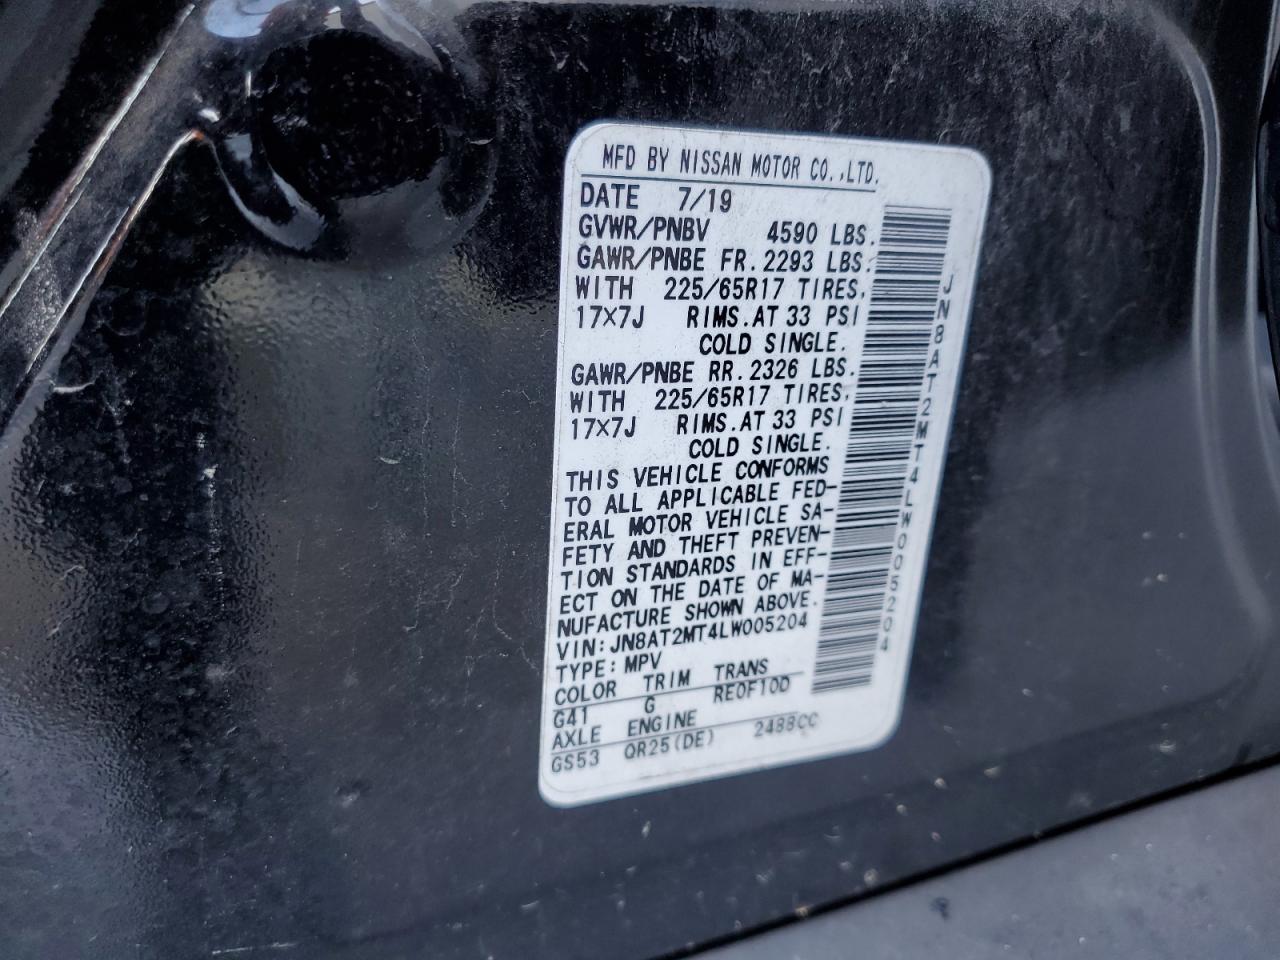 MFD BY NISSAN MOTOR CO.,LTD.
DATE 7/19
GVWR/PNBV 4590 LBS.
GAWR/PNBE FR. 2293 LBS.
WITH 225/65R17 TIRES,
17×7J RIMS.AT 33 PSI
COLD SINGLE.
GAWR/PNBE RR. 2326 LBS.
WITH 225/65R17 TIRES,
17×7J RIMS.AT 33 PSI
COLD SINGLE.
THIS VEHICLE CONFORMS
TO ALL APPLICABLE FED-
ERAL MOTOR VEHICLE SA-
FETY AND THEFT PREVEN-
TION STANDARDS IN EFF-
ECT ON THE DATE OF MA-
NUFACTURE SHOWN ABOVE.
VIN: JN8AT2MT4LW005204
TYPE: MPV
COLOR TRIM TRANS
G41 G RE0F10D
AXLE ENGINE
GS53 QR25(DE) 2488CC
JN8AT2MT4LW005204